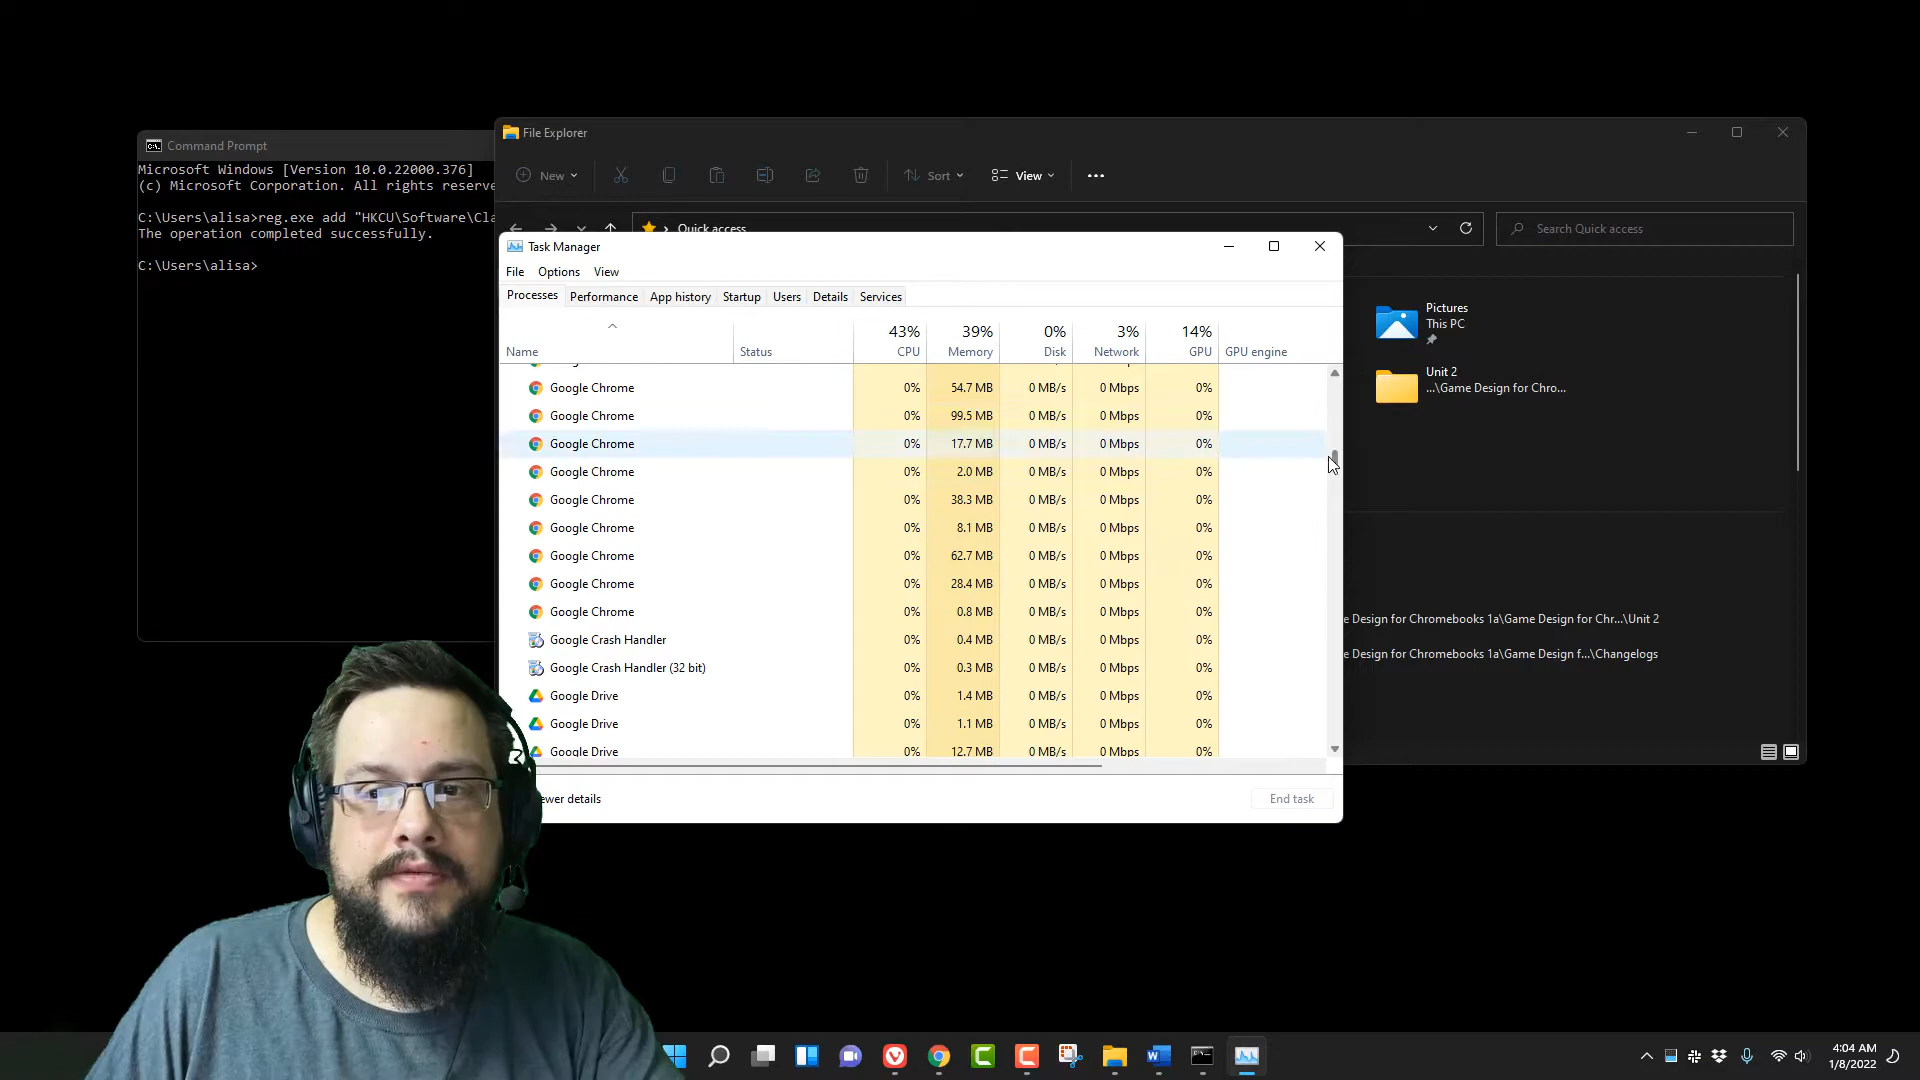 Command Prompt
Microsoft Windows [Version 10.0.22000.376]
(c) Microsoft Corporation. All rights reserve
C:\Users\alisa>reg.exe add "HKCU\Software\Cla
The operation completed successfully.
C:\Users\alisa>
File Explorer
New
Sort
View
Quick access
Search Quick access
Pictures
This PC
Unit 2
...\Game Design for Chro...
e Design for Chromebooks 1a\Game Design for Chr...\Unit 2
e Design for Chromebooks 1a\Game Design f...\Changelogs
Task Manager
File Options View
Processes Performance App history Startup Users Details Services
43% 39% 0% 3% 14%
Name Status CPU Memory Disk Network GPU GPU engine
Google Chrome 0% 54.7 MB 0 MB/s 0 Mbps 0%
Google Chrome 0% 99.5 MB 0 MB/s 0 Mbps 0%
Google Chrome 0% 17.7 MB 0 MB/s 0 Mbps 0%
Google Chrome 0% 2.0 MB 0 MB/s 0 Mbps 0%
Google Chrome 0% 38.3 MB 0 MB/s 0 Mbps 0%
Google Chrome 0% 8.1 MB 0 MB/s 0 Mbps 0%
Google Chrome 0% 62.7 MB 0 MB/s 0 Mbps 0%
Google Chrome 0% 28.4 MB 0 MB/s 0 Mbps 0%
Google Chrome 0% 0.8 MB 0 MB/s 0 Mbps 0%
Google Crash Handler 0% 0.4 MB 0 MB/s 0 Mbps 0%
Google Crash Handler (32 bit) 0% 0.3 MB 0 MB/s 0 Mbps 0%
Google Drive 0% 1.4 MB 0 MB/s 0 Mbps 0%
Google Drive 0% 1.1 MB 0 MB/s 0 Mbps 0%
Google Drive 0% 12.7 MB 0 MB/s 0 Mbps 0%
ewer details
End task
4:04 AM
1/8/2022